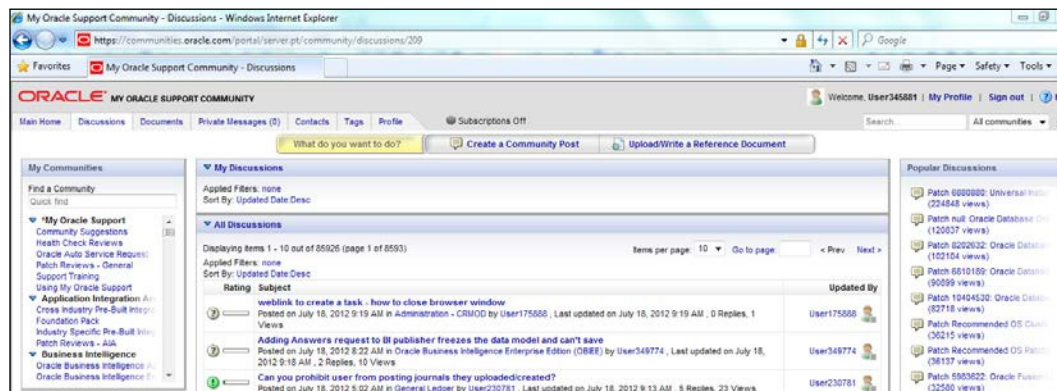 My Oracle Support Community - Discussions - Windows Internet Explorer
https://communities.oracle.com/portal/server.pt/community/discussions/209
Google
Favorites
My Oracle Support Community - Discussions
Page
Safety
Tools
ORACLE MY ORACLE SUPPORT COMMUNITY
Welcome, User345881 | My Profile | Sign out |
Main Home
Discussions
Documents
Private Messages (0)
Contacts
Tags
Profile
Subscriptions Off
Search...
All communities
What do you want to do?
Create a Community Post
Upload/Write a Reference Document
My Communities
Find a Community
Quick find
*My Oracle Support
Community Suggestions
Health Check Reviews
Oracle Auto Service Request
Patch Reviews - General
Support Training
Using My Oracle Support
Application Integration
Cross Industry Pre-Built
Foundation Pack
Industry Specific Pre-Built
Patch Reviews - AIA
Business Intelligence
Oracle Business Intelligence
Oracle Business Intelligence
My Discussions
Applied Filters: none
Sort By: Updated Date:Desc
All Discussions
Displaying items 1 - 10 out of 85926 (page 1 of 8593)
Items per page: 10
Go to page:
< Prev
Next >
Applied Filters: none
Sort By: Updated Date:Desc
Rating
Subject
Updated By
weblink to create a task - how to close browser window
Posted on July 18, 2012 9:19 AM in Administration - CRMOD by User175888 , Last updated on July 18, 2012 9:19 AM , 0 Replies, 1
Views
User175888
Adding Answers request to BI publisher freezes the data model and can't save
Posted on July 18, 2012 8:22 AM in Oracle Business Intelligence Enterprise Edition (OBIEE) by User349774 , Last updated on July 18,
2012 9:18 AM , 2 Replies, 10 Views
User349774
Can you prohibit user from posting journals they uploaded/created?
Posted on July 18, 2012 5:02 AM in General Ledger by User230781 , Last updated on July 18, 2012 9:13 AM , 5 Replies, 23 Views
User230781
Popular Discussions
Patch 6880880: Universal
(224848 views)
Patch null: Oracle Database
(120837 views)
Patch 8202632: Oracle
(102104 views)
Patch 6810189: Oracle
(90899 views)
Patch 10404530: Oracle
(82718 views)
Patch Recommended OS
(36215 views)
Patch Recommended OS
(36137 views)
Patch 5983622: Oracle
(32580 views)